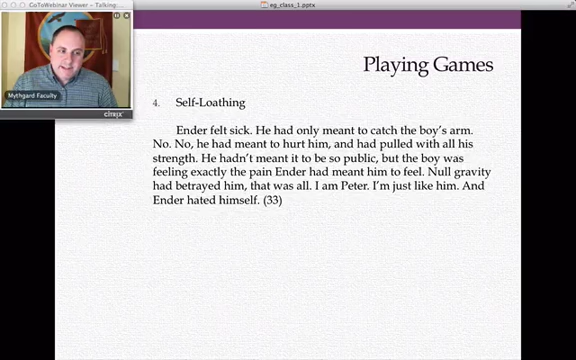 GoToWebinar Viewer – Talking:...
eg_class_1.pptx
Mythgard Faculty
CITRIX
Playing Games
4. Self-Loathing
Ender felt sick. He had only meant to catch the boy's arm.
No. No, he had meant to hurt him, and had pulled with all his
strength. He hadn't meant it to be so public, but the boy was
feeling exactly the pain Ender had meant him to feel. Null gravity
had betrayed him, that was all. I am Peter. I'm just like him. And
Ender hated himself. (33)